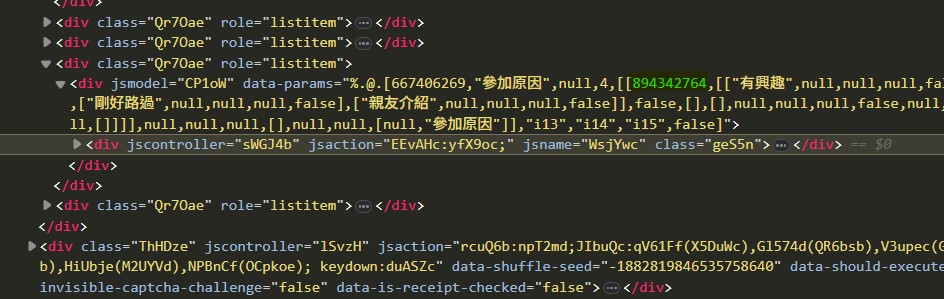 </div>
<div class="Qr7Oae" role="listitem">⋯</div>
<div class="Qr7Oae" role="listitem">⋯</div>
<div class="Qr7Oae" role="listitem">
<div jsmodel="CP1oW" data-params="%.@.[667406269,"參加原因",null,4,[[894342764,[["有興趣",null,null,null,fa
,["剛好路過",null,null,null,false],["親友介紹",null,null,null,false]],false,[],[],null,null,null,false,null
ll,[]]]],null,null,null,[],null,null,[null,"參加原因"]],"i13","i14","i15",false]">
<div jscontroller="sWGJ4b" jsaction="EEvAHc:yfX9oc;" jsname="WsjYwc" class="geS5n">⋯</div> == $0
</div>
</div>
<div class="Qr7Oae" role="listitem">⋯</div>
</div>
<div class="ThHDze" jscontroller="lSvzH" jsaction="rcuQ6b:npT2md;JIbuQc:qV61Ff(X5DuWc),Gl574d(QR6bsb),V3upec(G
b),HiUbje(M2UYVd),NPBnCf(OCpkoe); keydown:duASZc" data-shuffle-seed="-1882819846535758640" data-should-execute
invisible-captcha-challenge="false" data-is-receipt-checked="false">⋯</div>